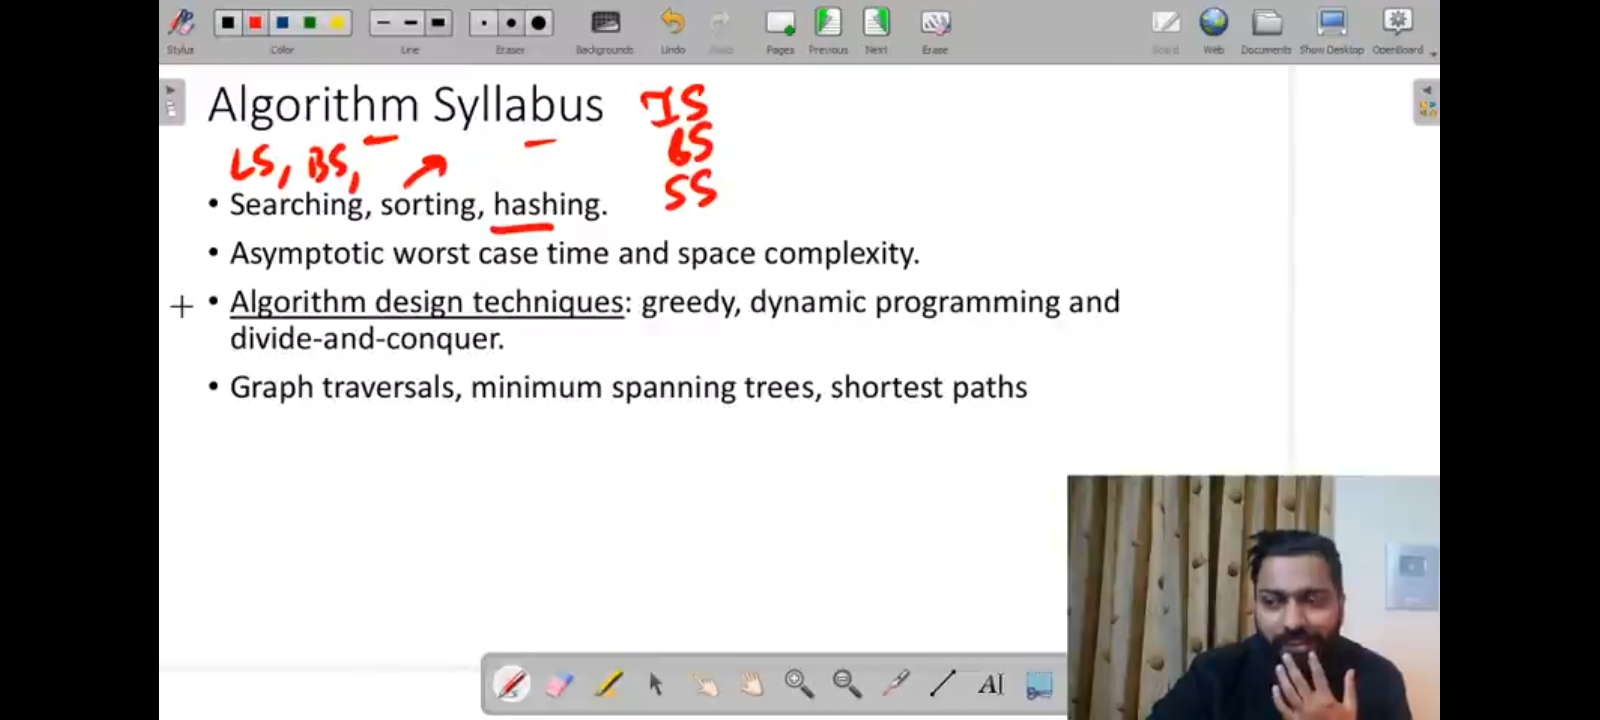 Stylus Color Line Eraser Backgrounds Undo Redo Pages Previous Next Erase Board Web Documents Show Desktop OpenBoard
Algorithm Syllabus IS
BS
LS, BS, SS
• Searching, sorting, hashing.
• Asymptotic worst case time and space complexity.
• Algorithm design techniques: greedy, dynamic programming and
divide-and-conquer.
• Graph traversals, minimum spanning trees, shortest paths
AI